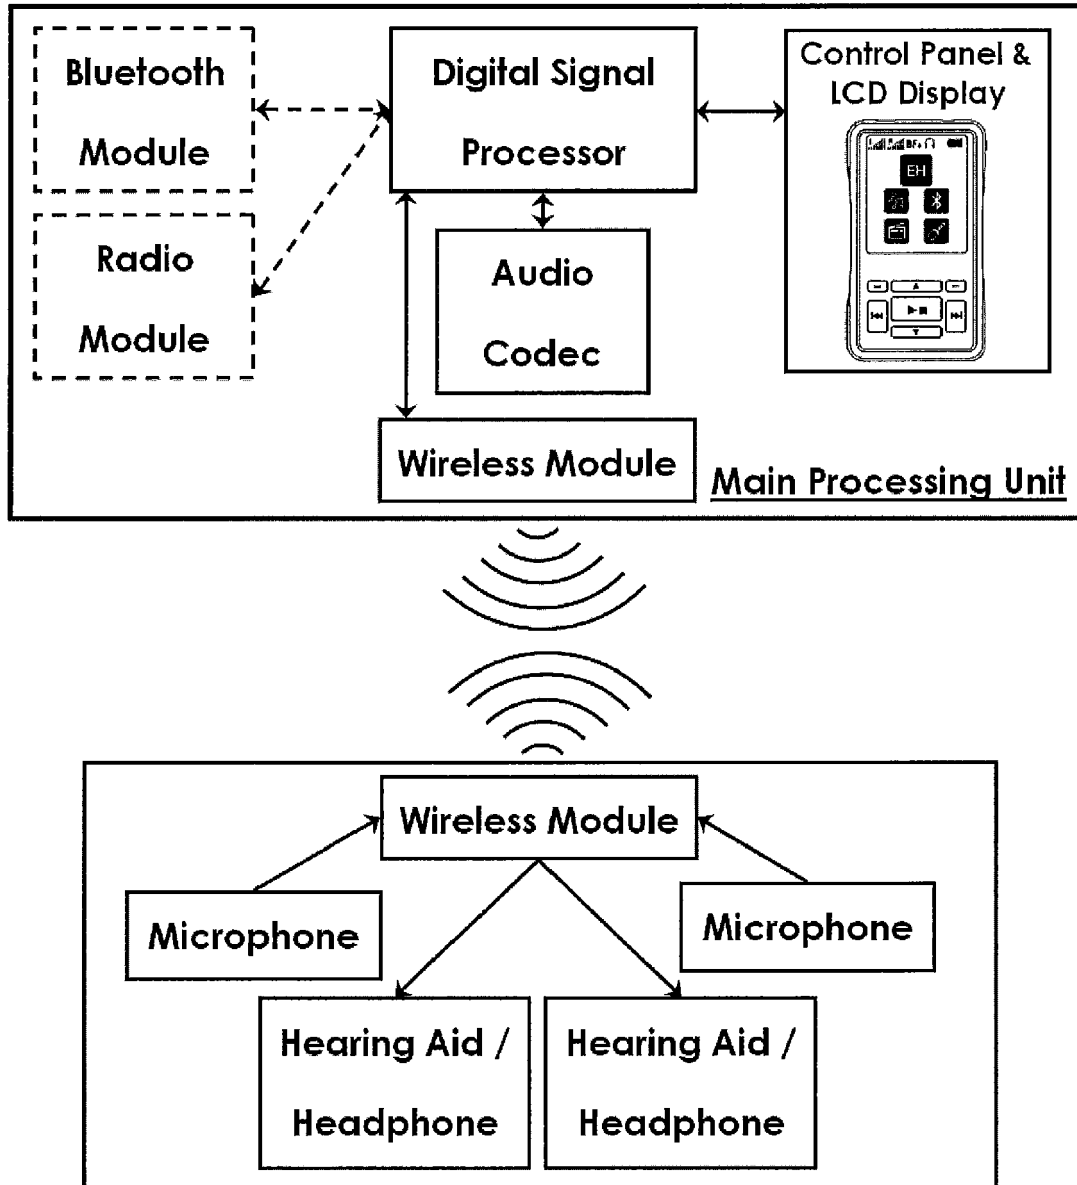 Bluetooth
Module
Digital Signal
Processor
Control Panel &
LCD Display
EH
Radio
Module
Audio
Codec
Wireless Module
Main Processing Unit
Wireless Module
Microphone
Microphone
Hearing Aid /
Headphone
Hearing Aid /
Headphone